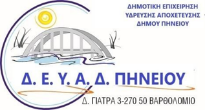 ΔΗΜΟΤΙΚΗ ΕΠΙΧΕΙΡΗΣΗ
ΥΔΡΕΥΣΗΣ ΑΠΟΧΕΤΕΥΣΗΣ
ΔΗΜΟΥ ΠΗΝΕΙΟΥ
Δ. Ε. Υ. Α. Δ. ΠΗΝΕΙΟΥ
Δ. ΓΙΑΤΡΑ 3-270 50 ΒΑΡΘΟΛΟΜΙΟ